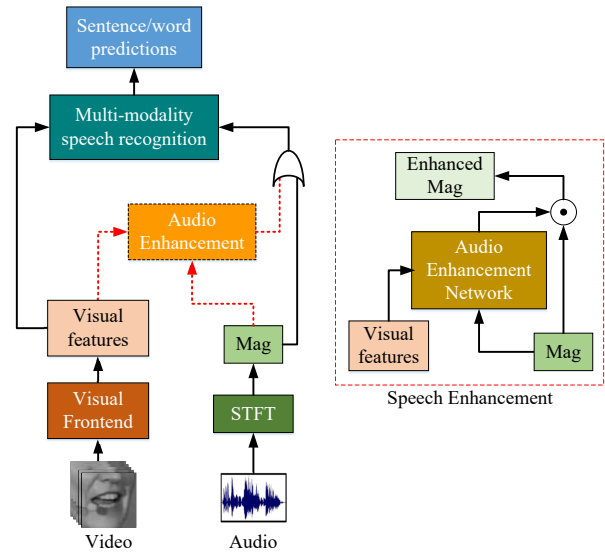 Sentence/word
predictions
Multi-modality
speech recognition
Audio
Enhancement
Visual
features
Mag
Visual
Frontend
STFT
Video
Audio
Enhanced
Mag
Audio
Enhancement
Network
Visual
features
Mag
Speech Enhancement